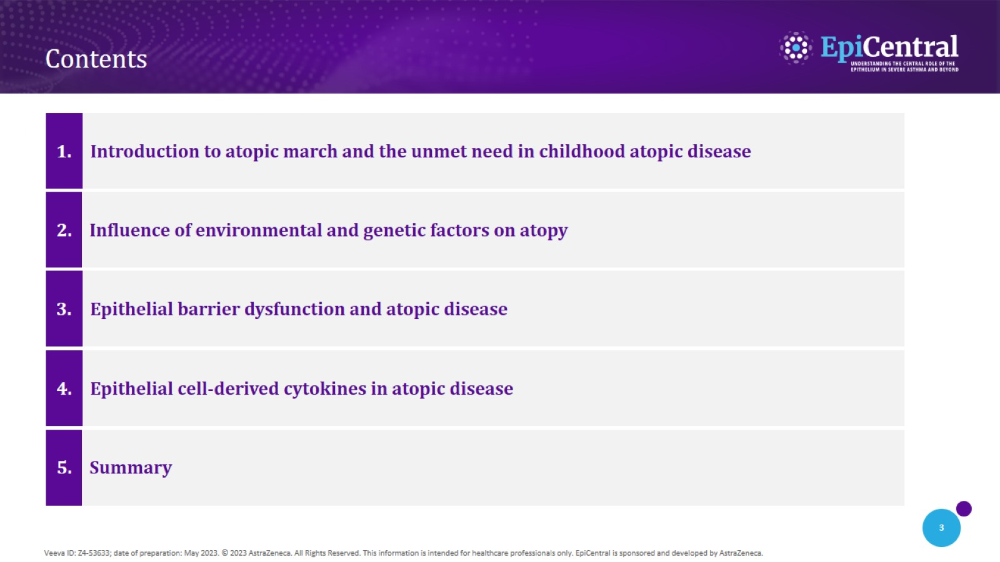 Contents
EpiCentral
UNDERSTANDING THE CENTRAL ROLE OF THE
EPITHELIUM IN SEVERE ASTHMA AND BEYOND
1. Introduction to atopic march and the unmet need in childhood atopic disease
2. Influence of environmental and genetic factors on atopy
3. Epithelial barrier dysfunction and atopic disease
4. Epithelial cell-derived cytokines in atopic disease
5. Summary
3
Veeva ID: Z4-53633; date of preparation: May 2023. © 2023 AstraZeneca. All Rights Reserved. This information is intended for healthcare professionals only. EpiCentral is sponsored and developed by AstraZeneca.